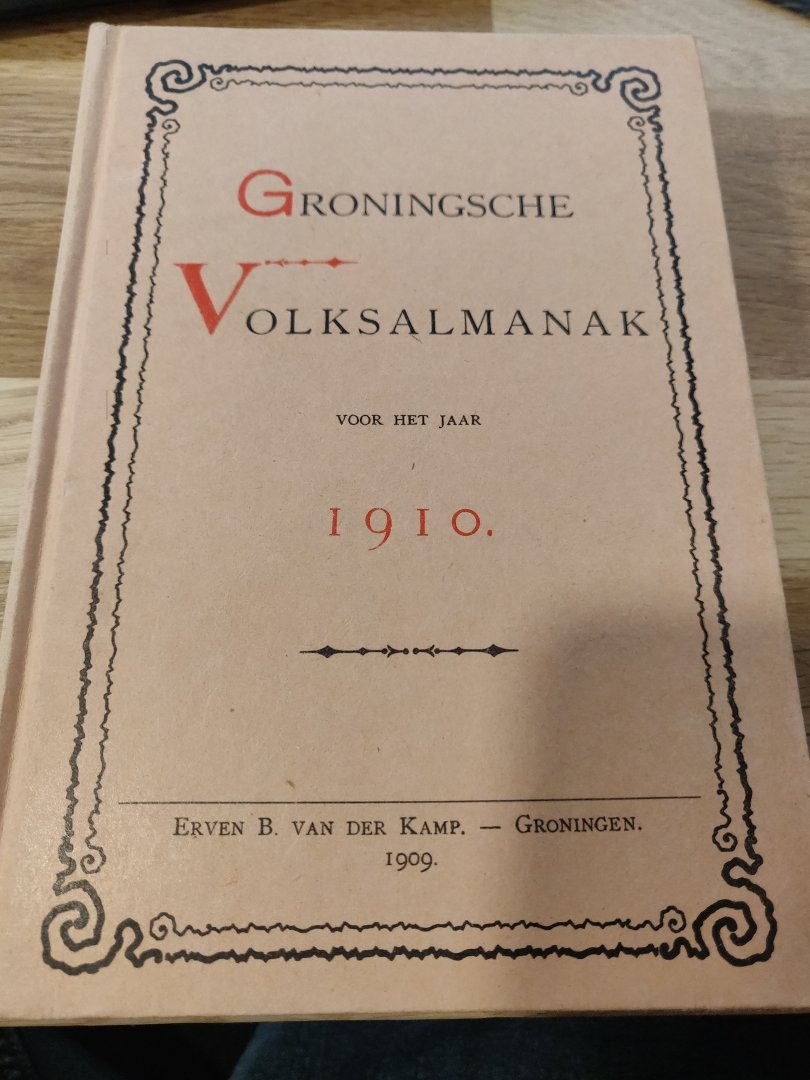 GRONINGSCHE
VOLKSALMANAK
VOOR HET JAAR
1910.
ERVEN B. VAN DER KAMP. — GRONINGEN.
1909.